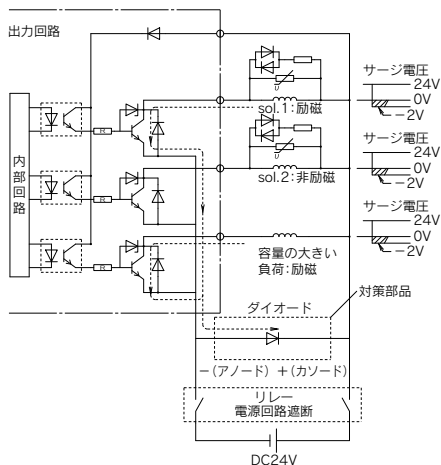 出力回路
内部回路
R
R
R
U
sol.1：励磁
U
sol.2：非励磁
容量の大きい
負荷：励磁
サージ電圧
24V
0V
－2V
サージ電圧
24V
0V
－2V
サージ電圧
24V
0V
－2V
対策部品
ダイオード
－(アノード) ＋(カソード)
リレー
電源回路遮断
DC24V